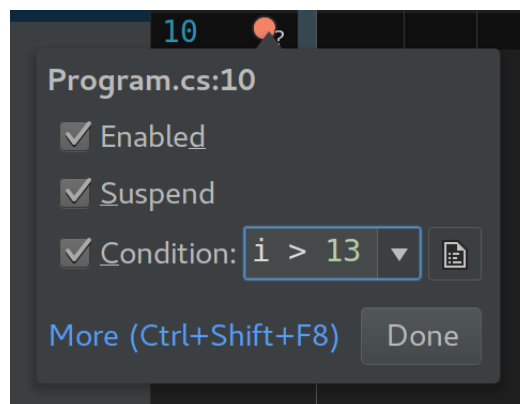 10 ?
Program.cs:10
Enabled
Suspend
Condition: i > 13
More (Ctrl+Shift+F8) Done